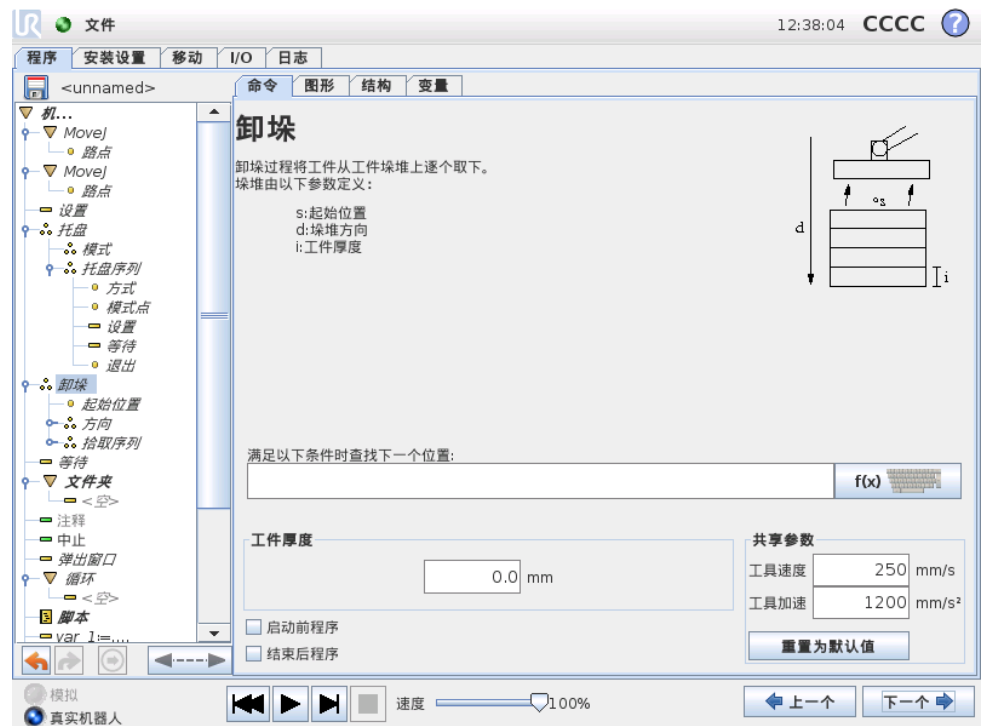 UR 文件 12:38:04 CCCC ?
程序 安装设置 移动 I/O 日志
<unnamed>
命令 图形 结构 变量
机...
MoveJ
路点
MoveJ
路点
设置
托盘
模式
托盘序列
方式
模式点
设置
等待
退出
卸垛
起始位置
方向
拾取序列
等待
文件夹
<空>
注释
中止
弹出窗口
循环
<空>
脚本
var_1:=....
卸垛
卸垛过程将工件从工件垛堆上逐个取下。
垛堆由以下参数定义:
s:起始位置
d:垛堆方向
i:工件厚度
s
d
i
满足以下条件时查找下一个位置:
f(x)
工件厚度
0.0 mm
启动前程序
结束后程序
共享参数
工具速度 250 mm/s
工具加速 1200 mm/s²
重置为默认值
模拟
真实机器人
速度 100%
上一个 下一个